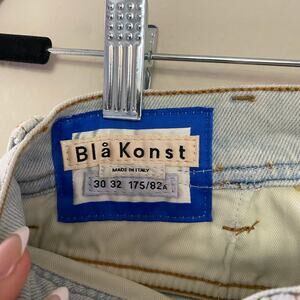 Blå Konst
MADE IN ITALY
30 32 175/82A